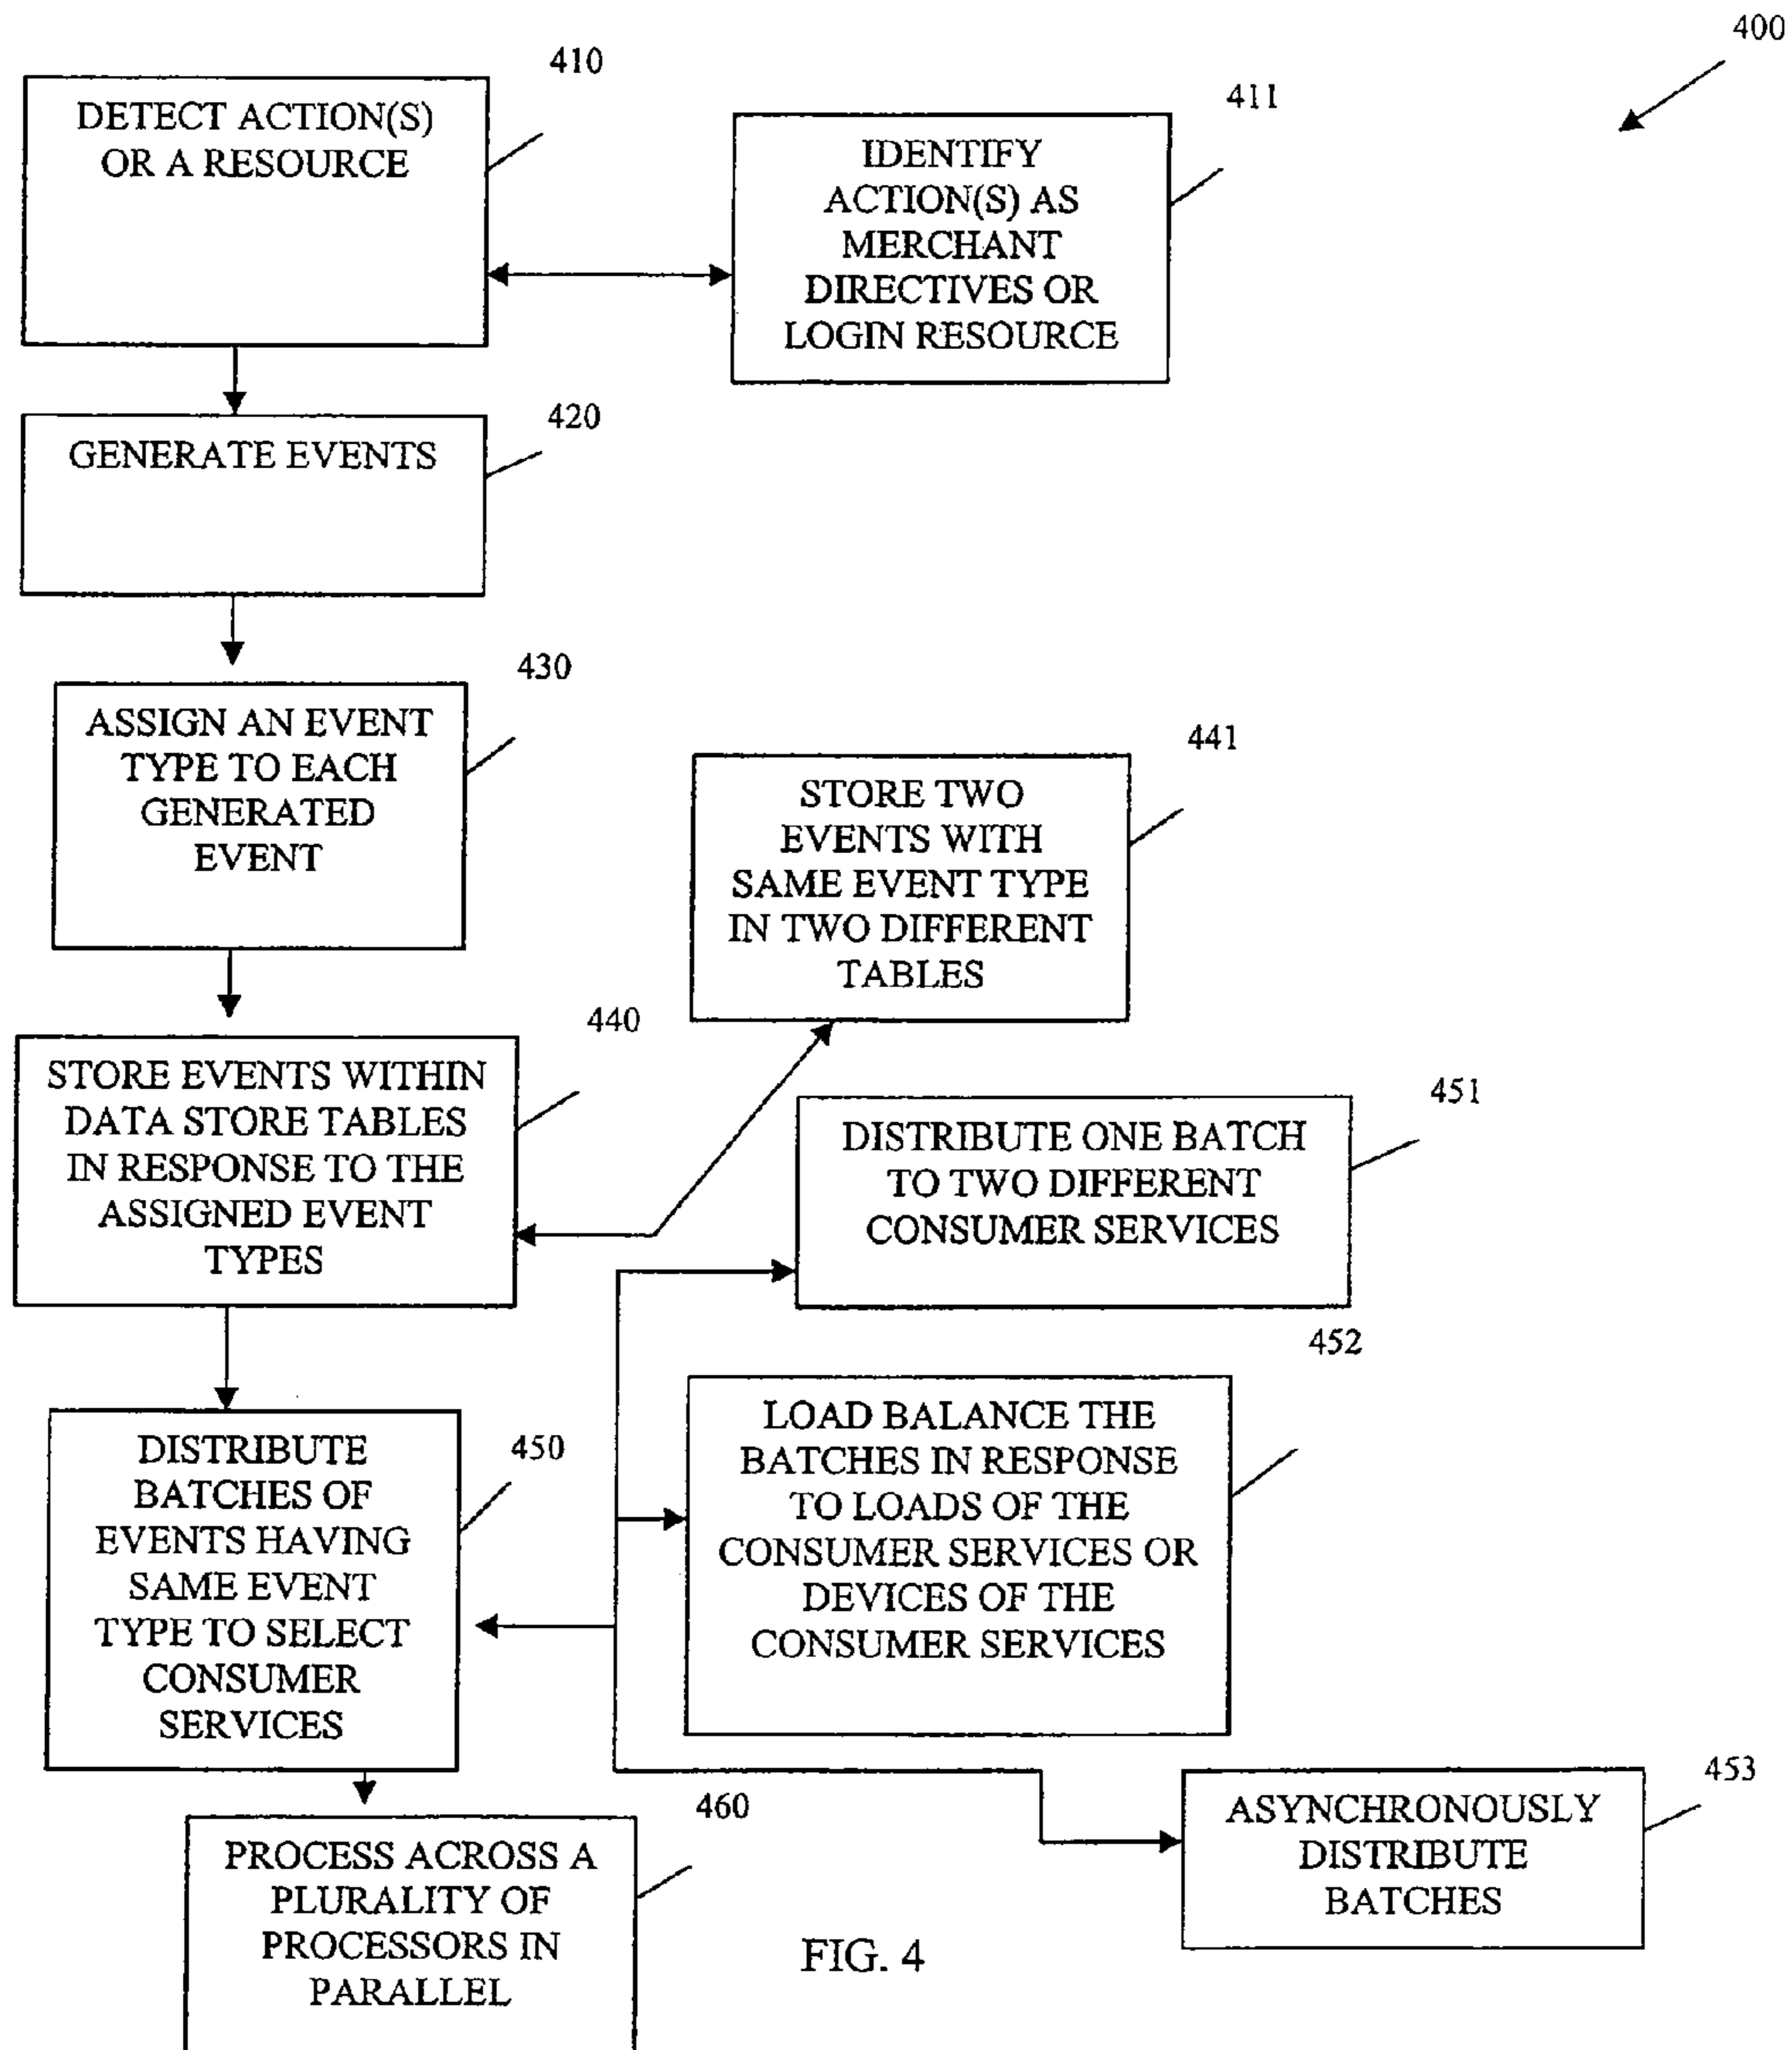 400
410
DETECT ACTION(S)
OR A RESOURCE
411
IDENTIFY
ACTION(S) AS
MERCHANT
DIRECTIVES OR
LOGIN RESOURCE
420
GENERATE EVENTS
430
ASSIGN AN EVENT
TYPE TO EACH
GENERATED
EVENT
441
STORE TWO
EVENTS WITH
SAME EVENT TYPE
IN TWO DIFFERENT
TABLES
440
STORE EVENTS WITHIN
DATA STORE TABLES
IN RESPONSE TO THE
ASSIGNED EVENT
TYPES
451
DISTRIBUTE ONE BATCH
TO TWO DIFFERENT
CONSUMER SERVICES
452
LOAD BALANCE THE
BATCHES IN RESPONSE
TO LOADS OF THE
CONSUMER SERVICES OR
DEVICES OF THE
CONSUMER SERVICES
450
DISTRIBUTE
BATCHES OF
EVENTS HAVING
SAME EVENT
TYPE TO SELECT
CONSUMER
SERVICES
453
ASYNCHRONOUSLY
DISTRIBUTE
BATCHES
460
PROCESS ACROSS A
PLURALITY OF
PROCESSORS IN
PARALLEL
FIG. 4